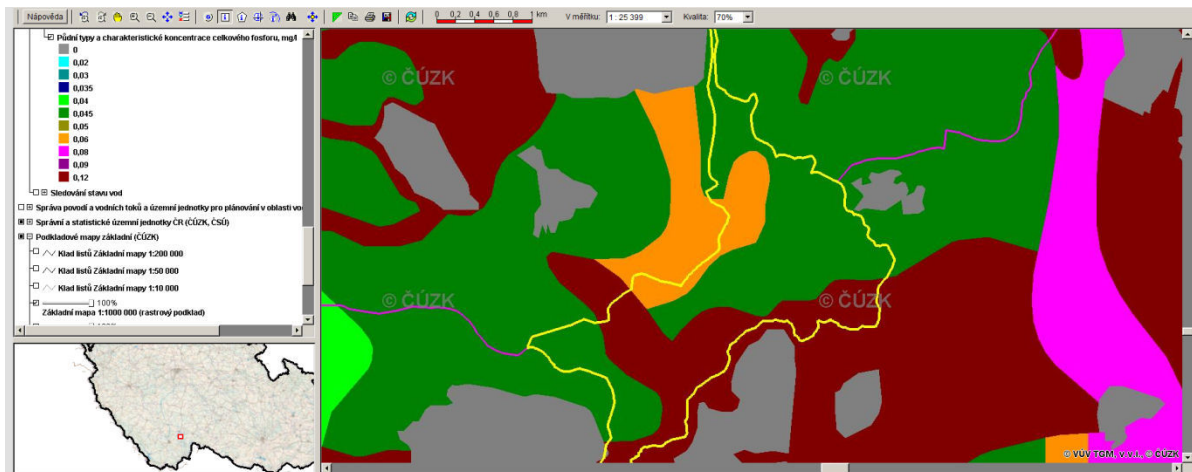 Nápověda
0 0,2 0,4 0,6 0,8 1 km
V měřítku: 1 : 25 399
Kvalita: 70%
Půdní typy a charakteristické koncentrace celkového fosforu, mg/l
0
0,02
0,03
0,035
0,04
0,045
0,05
0,06
0,08
0,09
0,12
Sledování stavu vod
Správa povodí a vodních toků a územní jednotky pro plánování v oblasti vod
Správní a statistické územní jednotky ČR (ČÚZK, ČSÚ)
Podkladové mapy základní (ČÚZK)
Klad listů Základní mapy 1:200 000
Klad listů Základní mapy 1:50 000
Klad listů Základní mapy 1:10 000
100%
Základní mapa 1:1000 000 (rastrový podklad)
© ČÚZK
© ČÚZK
© ČÚZK
© ČÚZK
© VÚV TGM, v.v.i., © ČÚZK